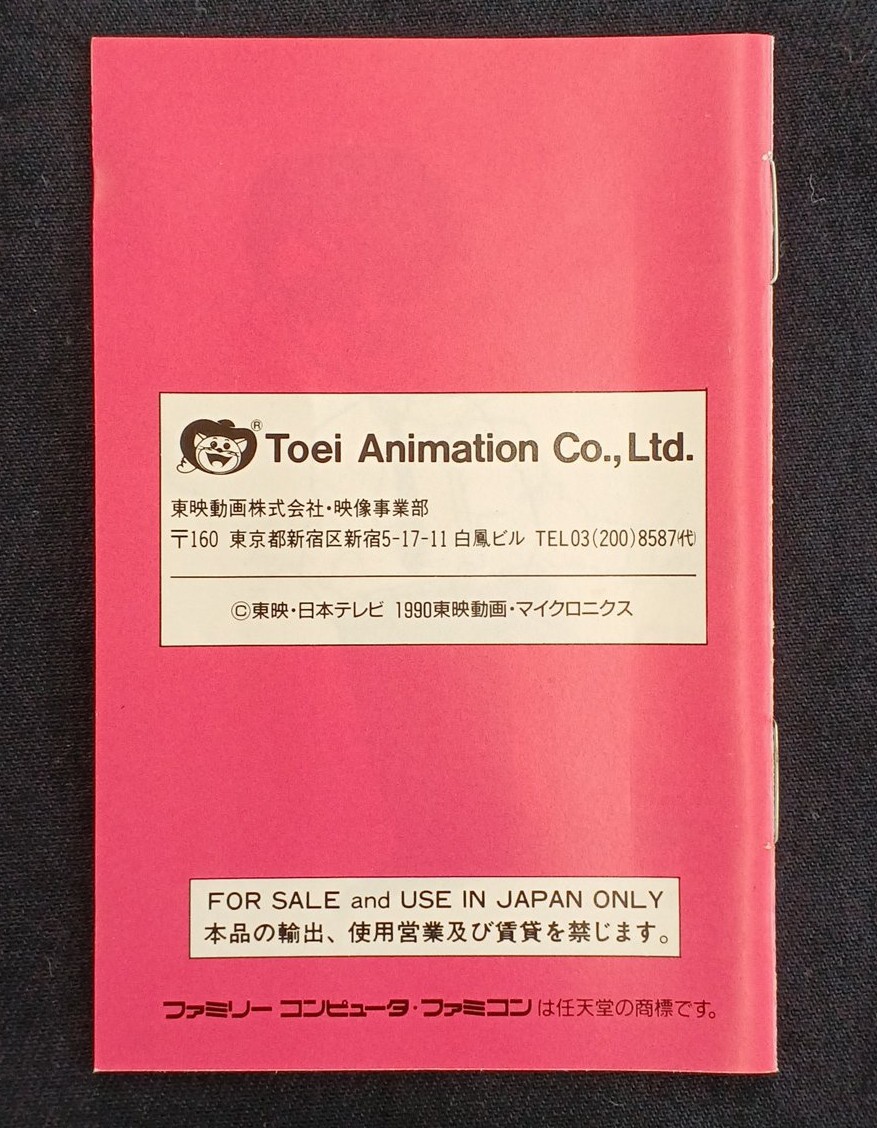 ® Toei Animation Co., Ltd.
東映動画株式会社・映像事業部
〒160 東京都新宿区新宿5-17-11 白鳳ビル TEL03(200)8587㈹
©東映・日本テレビ 1990東映動画・マイクロニクス
FOR SALE and USE IN JAPAN ONLY
本品の輸出、使用営業及び賃貸を禁じます。
ファミリー コンピュータ・ファミコンは任天堂の商標です。